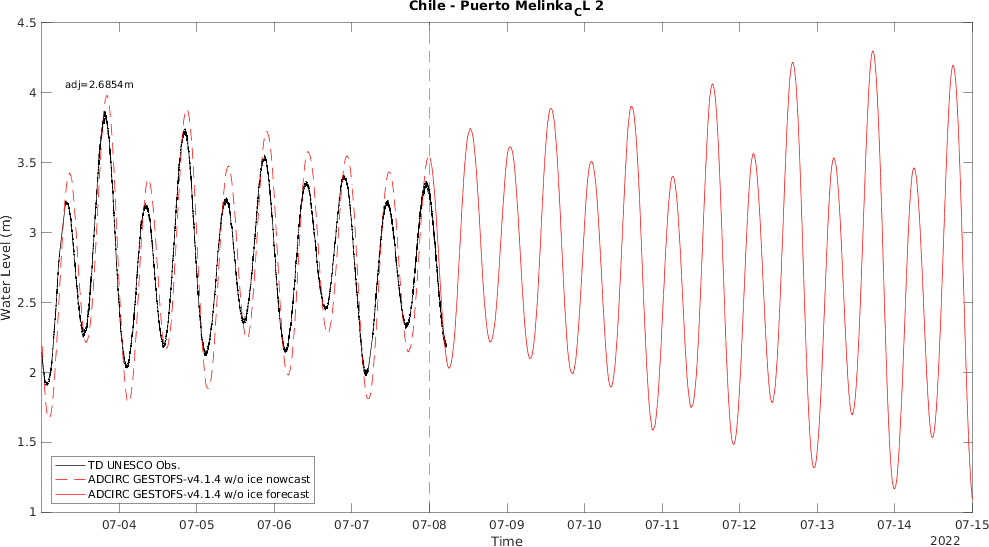 Chile - Puerto Melinka_CL 2
4.5
4
3.5
3
2.5
2
1.5
1
Water Level (m)
adj=2.6854m
TD UNESCO Obs.
ADCIRC GESTOFS-v4.1.4 w/o ice nowcast
ADCIRC GESTOFS-v4.1.4 w/o ice forecast
07-04 07-05 07-06 07-07 07-08 07-09 07-10 07-11 07-12 07-13 07-14 07-15
Time
2022